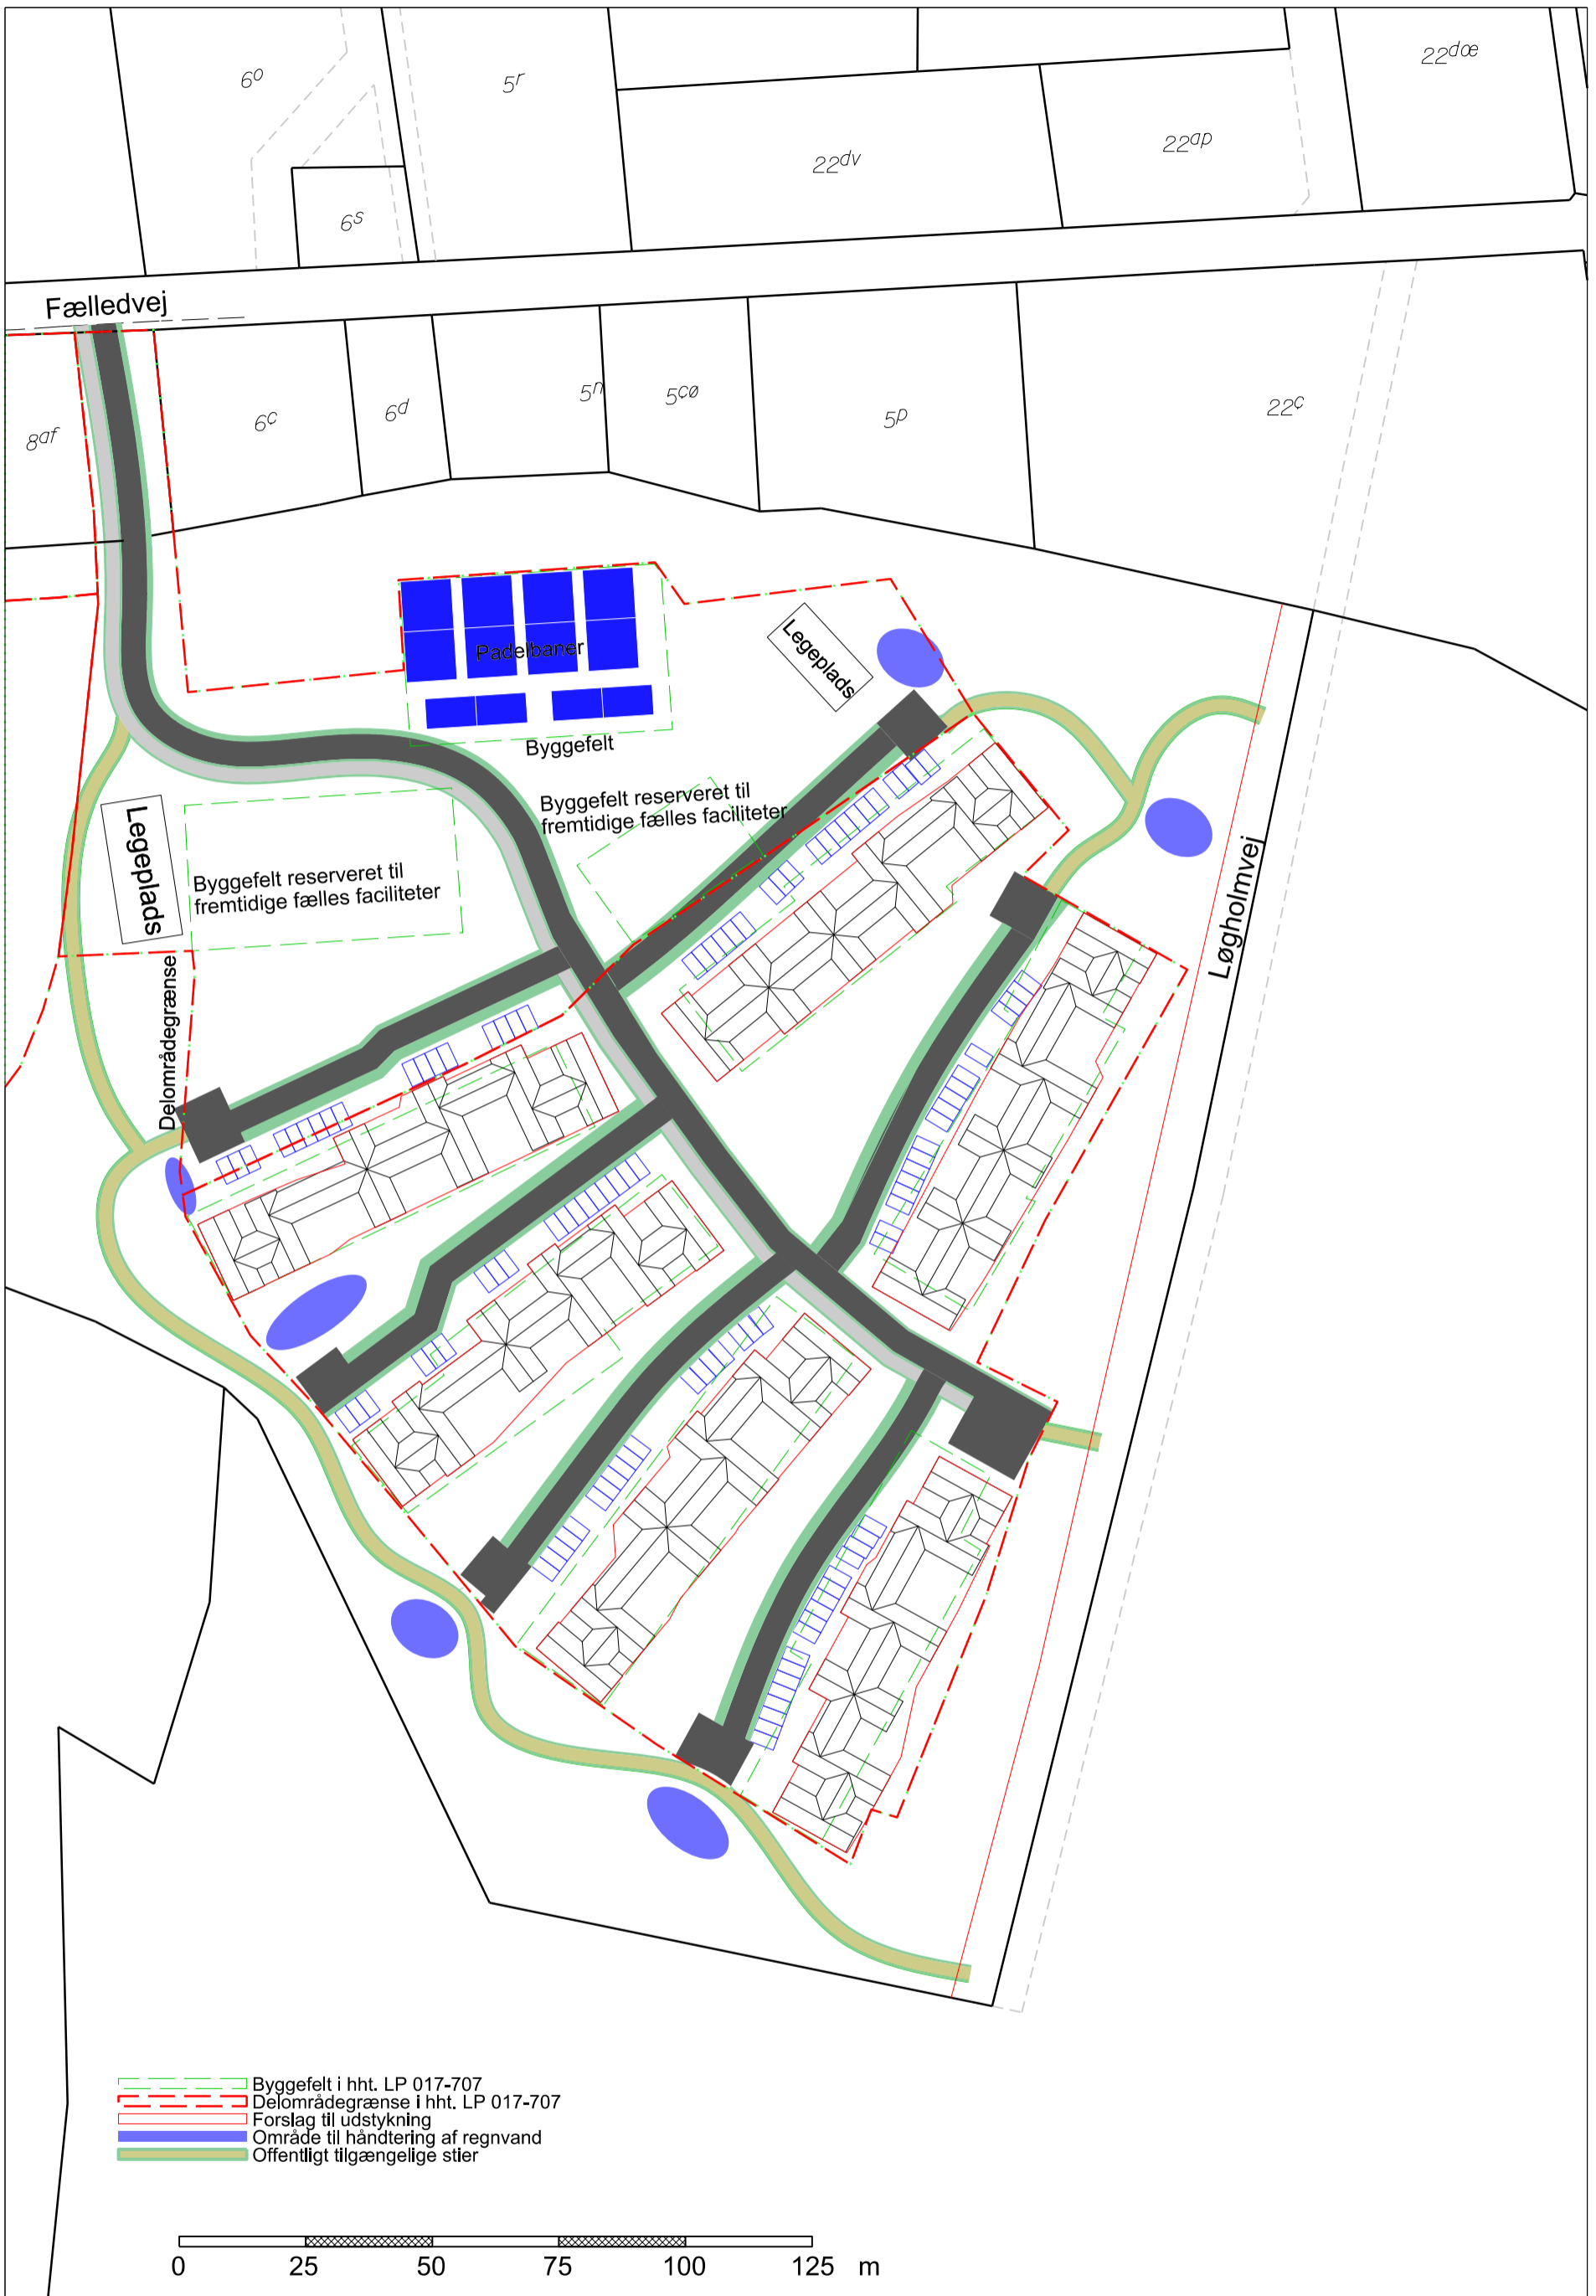 6o
5r
22dœ
22dv
22ap
6s
Fælledvej
8af
6c
6d
5n
5cø
5p
22c
Padelbaner
Legeplads
Byggefelt
Byggefelt reserveret til
fremtidige fælles faciliteter
Legeplads
Byggefelt reserveret til
fremtidige fælles faciliteter
Løgholmvej
Delområdegrænse
Byggefelt i hht. LP 017-707
Delområdegrænse i hht. LP 017-707
Forslag til udstykning
Område til håndtering af regnvand
Offentligt tilgængelige stier
0 25 50 75 100 125 m